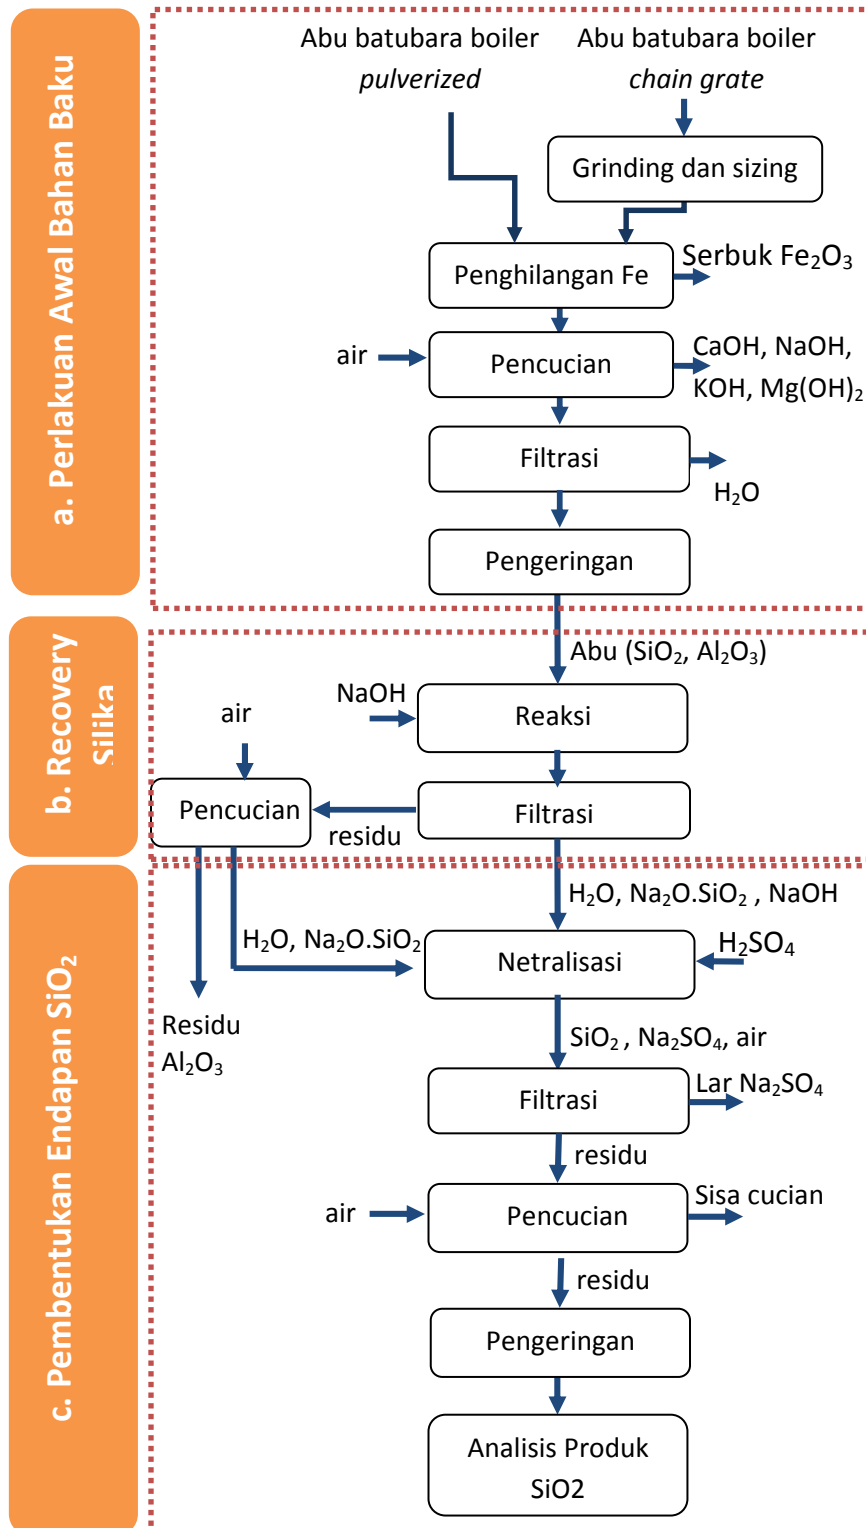 a. Perlakuan Awal Bahan Baku
Abu batubara boiler
pulverized
Abu batubara boiler
chain grate
Grinding dan sizing
Penghilangan Fe
Serbuk Fe₂O₃
air
Pencucian
CaOH, NaOH,
KOH, Mg(OH)₂
Filtrasi
H₂O
Pengeringan
b. Recovery
Silika
Abu (SiO₂, Al₂O₃)
NaOH
Reaksi
air
Pencucian
residu
Filtrasi
c. Pembentukan Endapan SiO₂
H₂O, Na₂O.SiO₂ , NaOH
H₂O, Na₂O.SiO₂
Netralisasi
H₂SO₄
Residu
Al₂O₃
SiO₂ , Na₂SO₄, air
Filtrasi
Lar Na₂SO₄
residu
air
Pencucian
Sisa cucian
residu
Pengeringan
Analisis Produk
SiO2